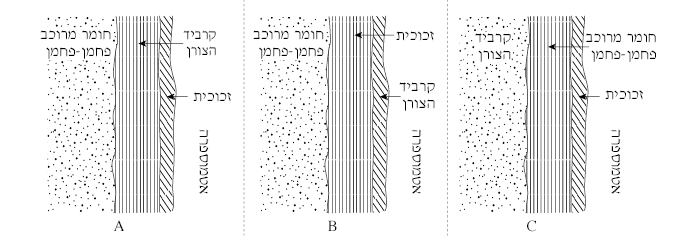 חומר מרוכב
פחמן-פחמן
קרביד
הצורן
זכוכית
אטמוספרה
A
חומר מרוכב
פחמן-פחמן
זכוכית
קרביד
הצורן
אטמוספרה
B
קרביד
הצורן
חומר מרוכב
פחמן-פחמן
זכוכית
אטמוספרה
C